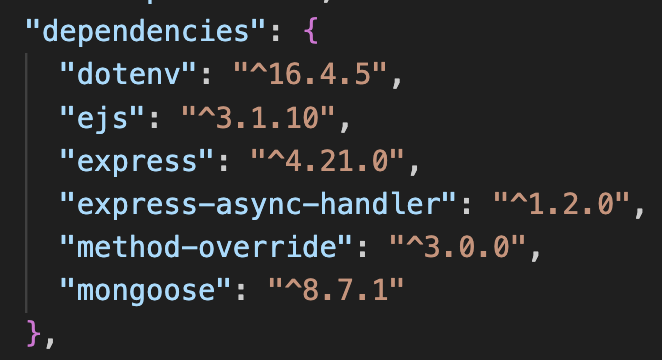 "dependencies": {
"dotenv": "^16.4.5",
"ejs": "^3.1.10",
"express": "^4.21.0",
"express-async-handler": "^1.2.0",
"method-override": "^3.0.0",
"mongoose": "^8.7.1"
},